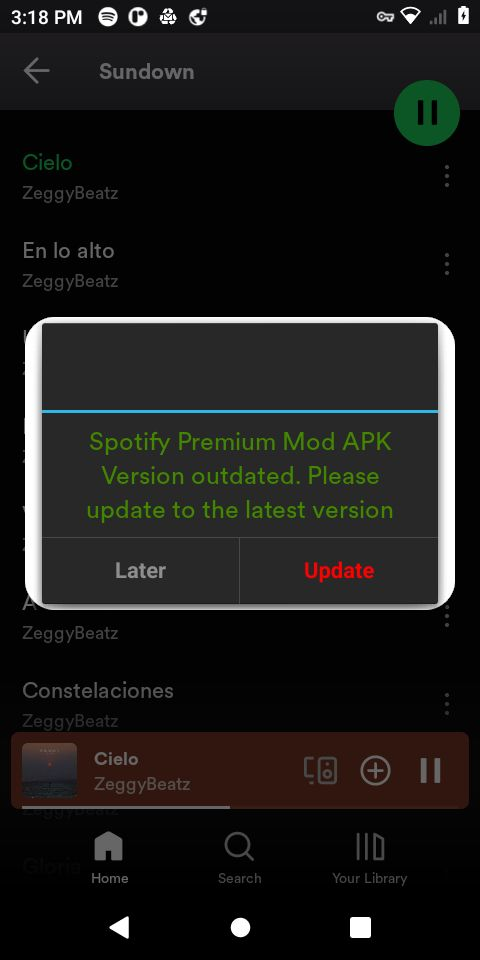 3:18 PM
Sundown
Cielo
ZeggyBeatz
En lo alto
ZeggyBeatz
Spotify Premium Mod APK
Version outdated. Please
update to the latest version
Later
Update
A
ZeggyBeatz
Constelaciones
ZeggyBeatz
Cielo
ZeggyBeatz
ZeggyBeatz
Gloria
Home
Search
Your Library